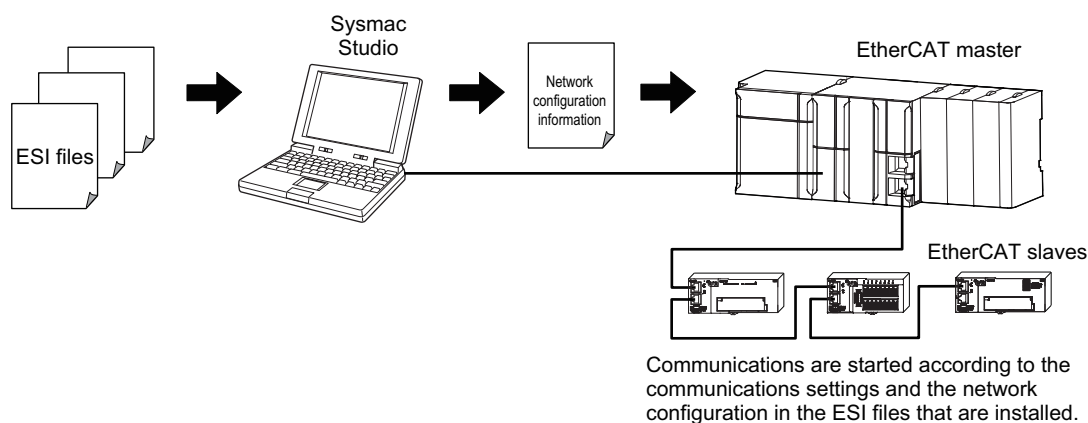 Sysmac
Studio
EtherCAT master
Network
configuration
information
ESI files
EtherCAT slaves
Communications are started according to the
communications settings and the network
configuration in the ESI files that are installed.